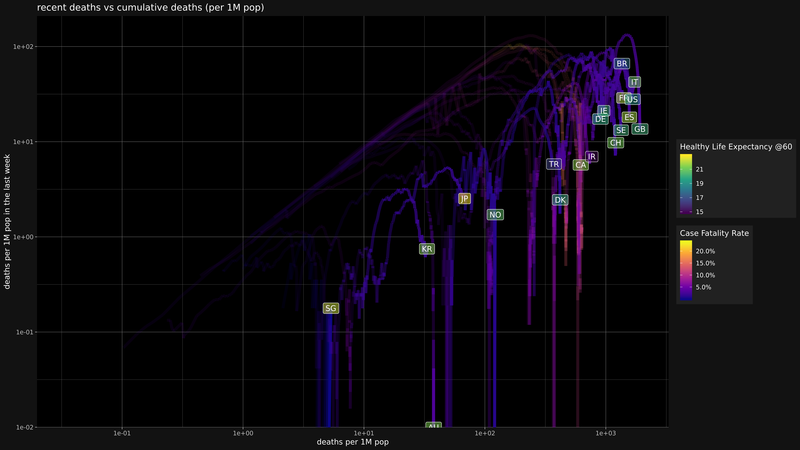 recent deaths vs cumulative deaths (per 1M pop)
1e+02
1e+01
1e+00
1e-01
1e-02
deaths per 1M pop in the last week
BR
IT
US
IE
DE
ES
SE
GB
CH
IR
TR
CA
JP
DK
NO
KR
SG
AU
1e-01
1e+00
1e+01
1e+02
1e+03
deaths per 1M pop
Healthy Life Expectancy @60
21
19
17
15
Case Fatality Rate
20.0%
15.0%
10.0%
5.0%